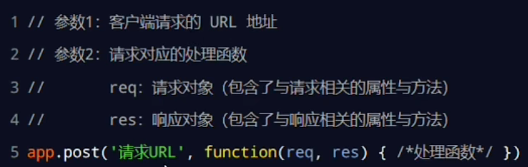 1 // 参数1：客户端请求的 URL 地址
2 // 参数2：请求对应的处理函数
3 //      req：请求对象（包含了与请求相关的属性与方法）
4 //      res：响应对象（包含了与响应相关的属性与方法）
5 app.post('请求URL', function(req, res) { /*处理函数*/ })